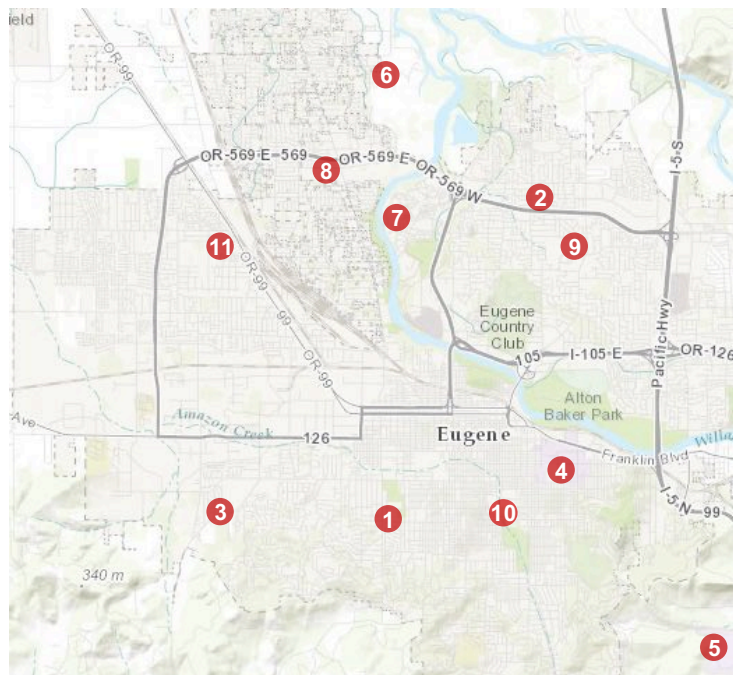 ield
OR-99
6
OR-569 E
569
OR-569 E
OR-569 W
I-5 S
8
2
7
11
9
OR-99
99
OR-99
Eugene
Country
Club
Pacific Hwy
105
I-105 E
OR-126
Alton
Baker Park
Ave
Amazon Creek
126
Eugene
Willa
Franklin Blvd
4
I-5 N
99
3
1
10
340 m
5